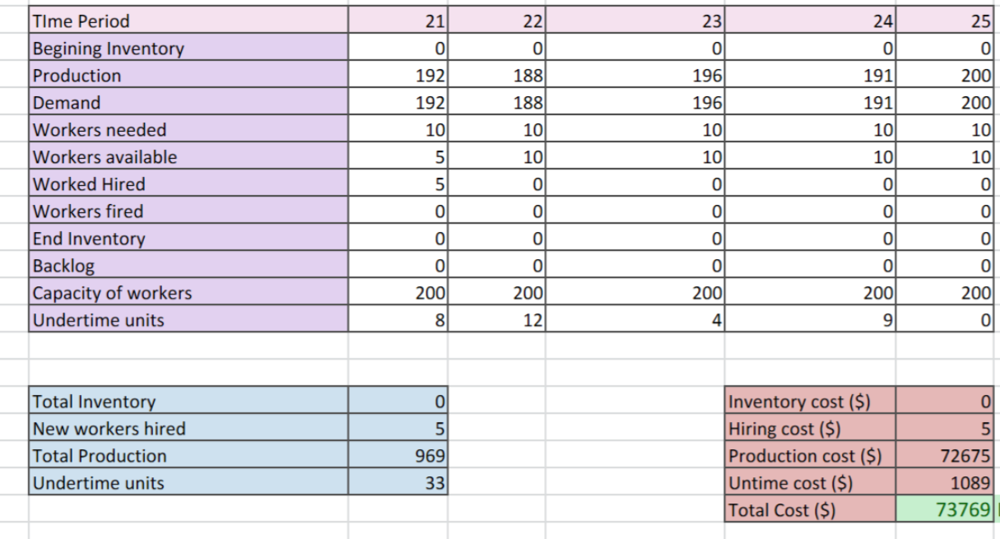 TIme Period 21 22 23 24 25
Begining Inventory 0 0 0 0 0
Production 192 188 196 191 200
Demand 192 188 196 191 200
Workers needed 10 10 10 10 10
Workers available 5 10 10 10 10
Worked Hired 5 0 0 0 0
Workers fired 0 0 0 0 0
End Inventory 0 0 0 0 0
Backlog 0 0 0 0 0
Capacity of workers 200 200 200 200 200
Undertime units 8 12 4 9 0
Total Inventory 0 Inventory cost ($) 0
New workers hired 5 Hiring cost ($) 5
Total Production 969 Production cost ($) 72675
Undertime units 33 Untime cost ($) 1089
Total Cost ($) 73769